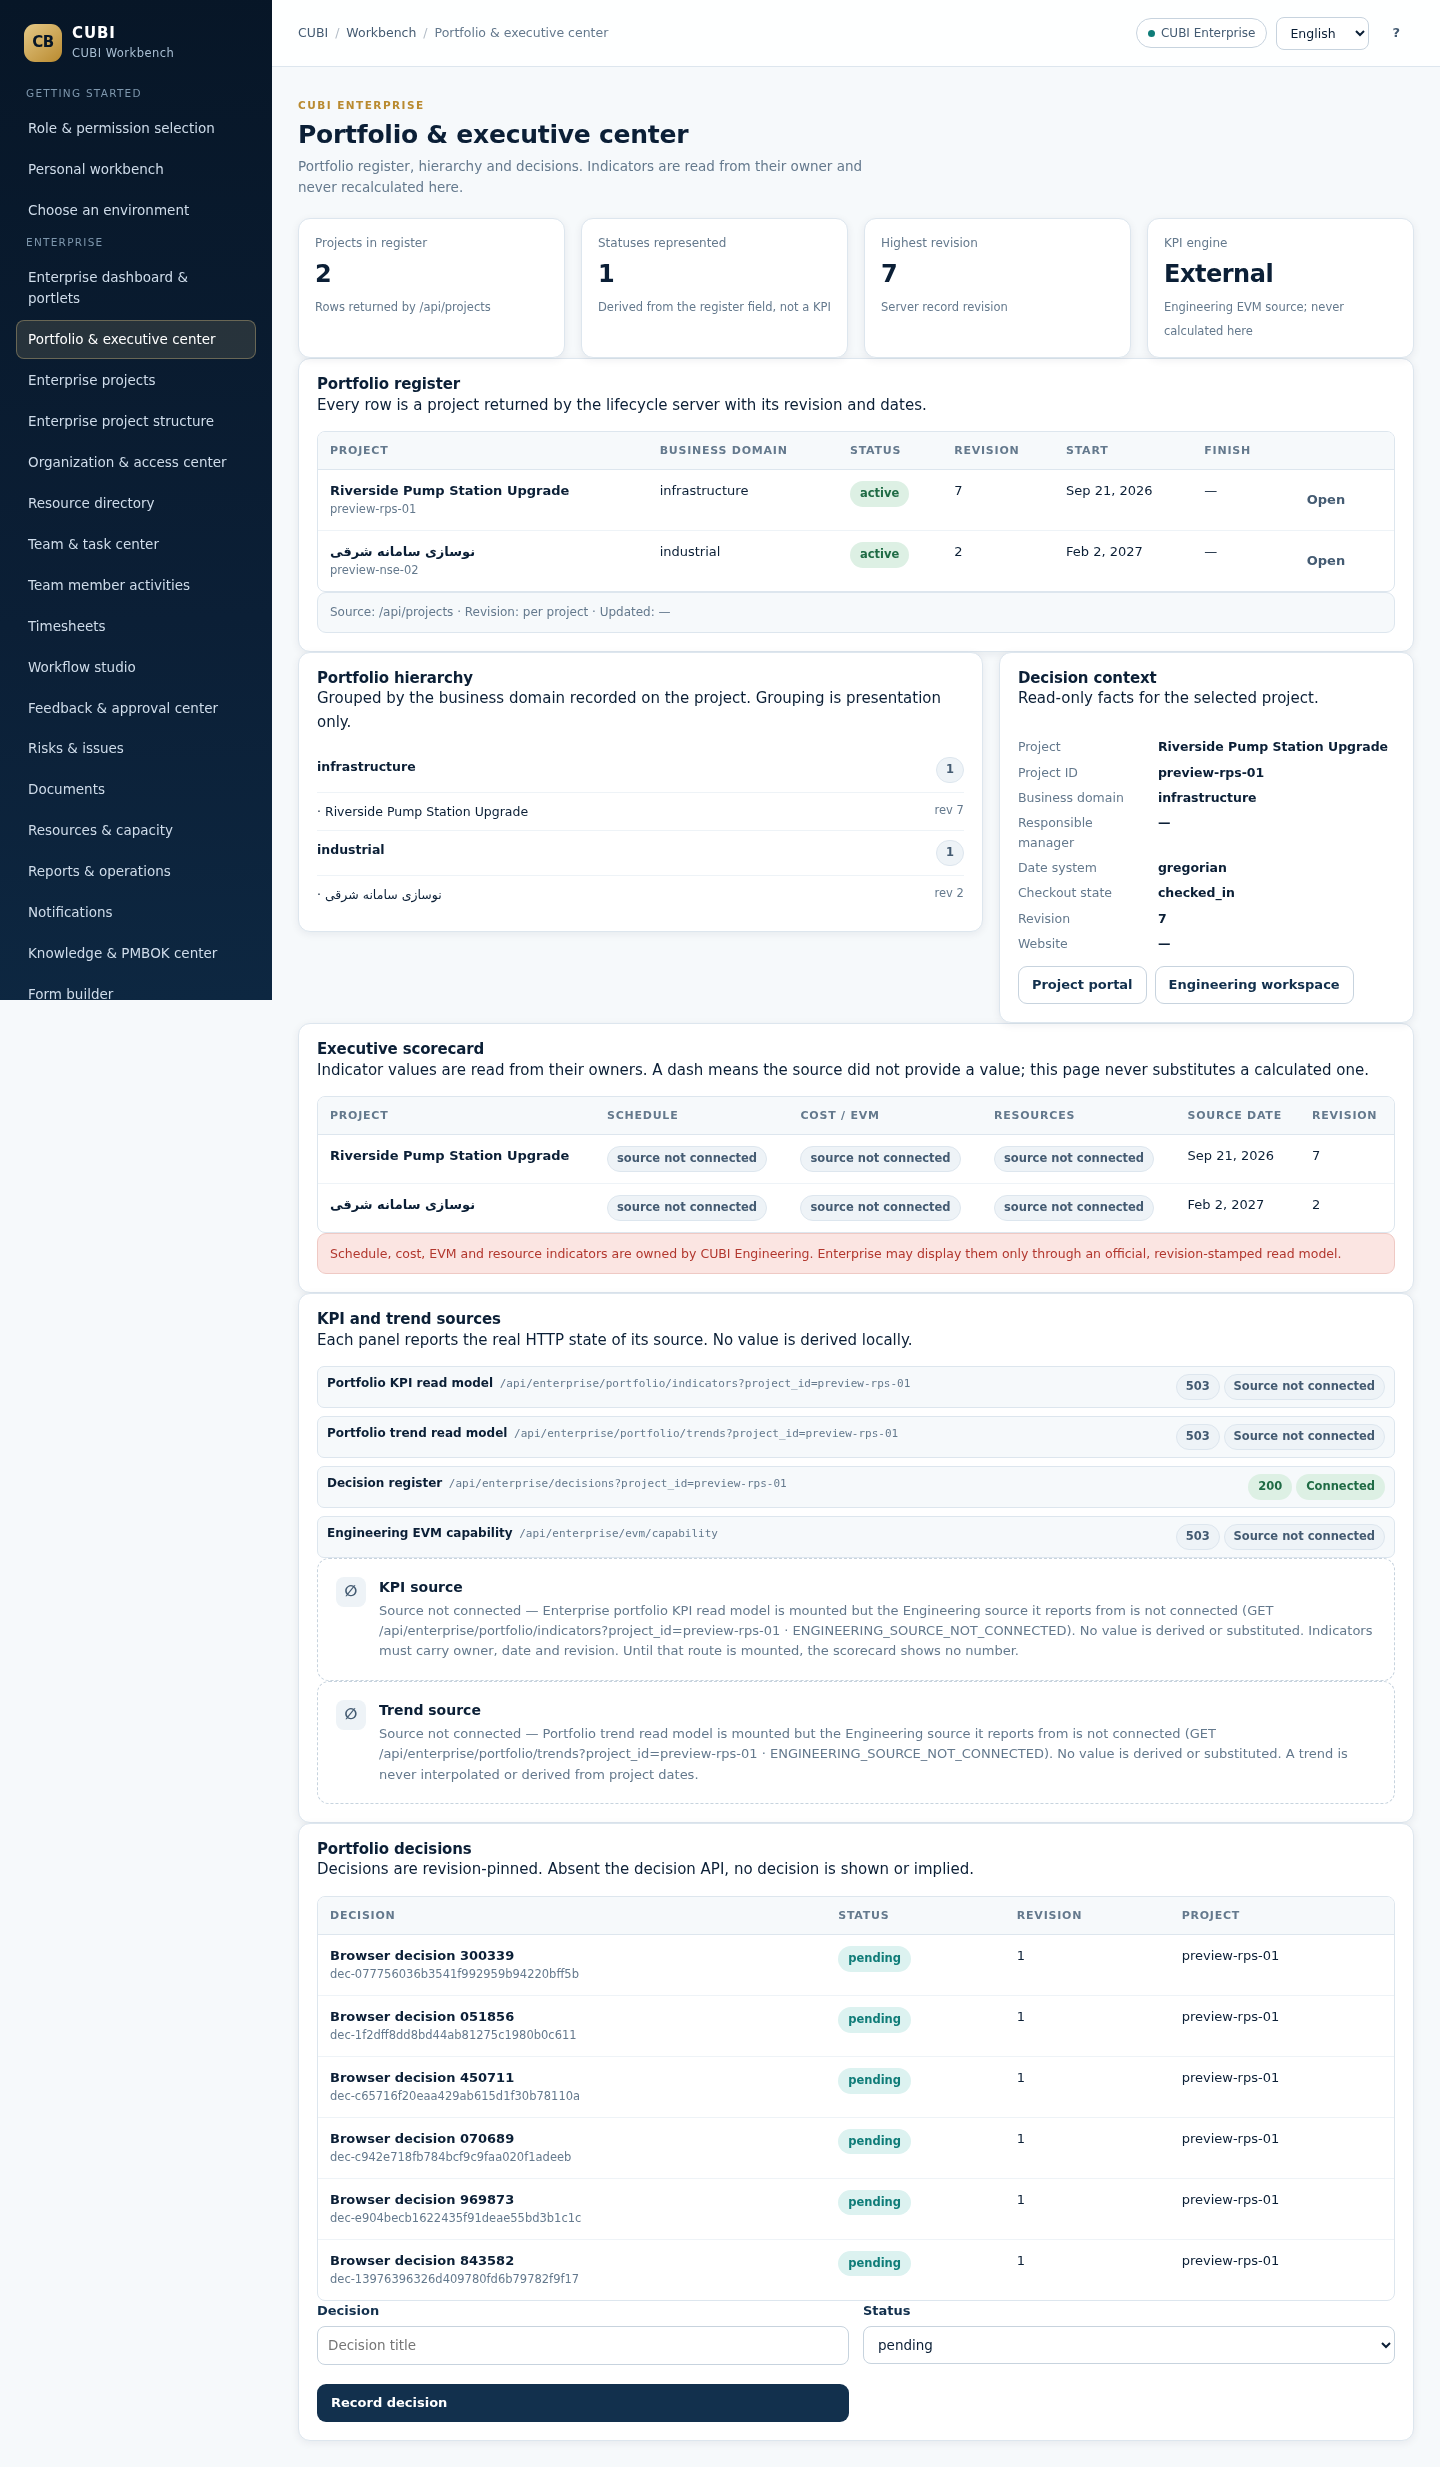 CB
CUBI
CUBI Workbench
GETTING STARTED
Role & permission selection
Personal workbench
Choose an environment
ENTERPRISE
Enterprise dashboard &
portlets
Portfolio & executive center
Enterprise projects
Enterprise project structure
Organization & access center
Resource directory
Team & task center
Team member activities
Timesheets
Workflow studio
Feedback & approval center
Risks & issues
Documents
Resources & capacity
Reports & operations
Notifications
Knowledge & PMBOK center
Form builder
CUBI / Workbench / Portfolio & executive center
CUBI Enterprise
English
?
CUBI ENTERPRISE
Portfolio & executive center
Portfolio register, hierarchy and decisions. Indicators are read from their owner and
never recalculated here.
Projects in register
2
Rows returned by /api/projects
Statuses represented
1
Derived from the register field, not a KPI
Highest revision
7
Server record revision
KPI engine
External
Engineering EVM source; never
calculated here
Portfolio register
Every row is a project returned by the lifecycle server with its revision and dates.
PROJECT BUSINESS DOMAIN STATUS REVISION START FINISH
Riverside Pump Station Upgrade infrastructure active 7 Sep 21, 2026 — Open
preview-rps-01
نوسازی سامانه شرقی industrial active 2 Feb 2, 2027 — Open
preview-nse-02
Source: /api/projects · Revision: per project · Updated: —
Portfolio hierarchy
Grouped by the business domain recorded on the project. Grouping is presentation
only.
infrastructure 1
· Riverside Pump Station Upgrade rev 7
industrial 1
· نوسازی سامانه شرقی rev 2
Decision context
Read-only facts for the selected project.
Project Riverside Pump Station Upgrade
Project ID preview-rps-01
Business domain infrastructure
Responsible
manager —
Date system gregorian
Checkout state checked_in
Revision 7
Website —
Project portal Engineering workspace
Executive scorecard
Indicator values are read from their owners. A dash means the source did not provide a value; this page never substitutes a calculated one.
PROJECT SCHEDULE COST / EVM RESOURCES SOURCE DATE REVISION
Riverside Pump Station Upgrade source not connected source not connected source not connected Sep 21, 2026 7
نوسازی سامانه شرقی source not connected source not connected source not connected Feb 2, 2027 2
Schedule, cost, EVM and resource indicators are owned by CUBI Engineering. Enterprise may display them only through an official, revision-stamped read model.
KPI and trend sources
Each panel reports the real HTTP state of its source. No value is derived locally.
Portfolio KPI read model /api/enterprise/portfolio/indicators?project_id=preview-rps-01 503 Source not connected
Portfolio trend read model /api/enterprise/portfolio/trends?project_id=preview-rps-01 503 Source not connected
Decision register /api/enterprise/decisions?project_id=preview-rps-01 200 Connected
Engineering EVM capability /api/enterprise/evm/capability 503 Source not connected
∅ KPI source
Source not connected — Enterprise portfolio KPI read model is mounted but the Engineering source it reports from is not connected (GET
/api/enterprise/portfolio/indicators?project_id=preview-rps-01 · ENGINEERING_SOURCE_NOT_CONNECTED). No value is derived or substituted. Indicators
must carry owner, date and revision. Until that route is mounted, the scorecard shows no number.
∅ Trend source
Source not connected — Portfolio trend read model is mounted but the Engineering source it reports from is not connected (GET
/api/enterprise/portfolio/trends?project_id=preview-rps-01 · ENGINEERING_SOURCE_NOT_CONNECTED). No value is derived or substituted. A trend is
never interpolated or derived from project dates.
Portfolio decisions
Decisions are revision-pinned. Absent the decision API, no decision is shown or implied.
DECISION STATUS REVISION PROJECT
Browser decision 300339 pending 1 preview-rps-01
dec-077756036b3541f992959b94220bff5b
Browser decision 051856 pending 1 preview-rps-01
dec-1f2dff8dd8bd44ab81275c1980b0c611
Browser decision 450711 pending 1 preview-rps-01
dec-c65716f20eaa429ab615d1f30b78110a
Browser decision 070689 pending 1 preview-rps-01
dec-c942e718fb784bcf9c9faa020f1adeeb
Browser decision 969873 pending 1 preview-rps-01
dec-e904becb1622435f91deae55bd3b1c1c
Browser decision 843582 pending 1 preview-rps-01
dec-13976396326d409780fd6b79782f9f17
Decision Status
Decision title pending
Record decision